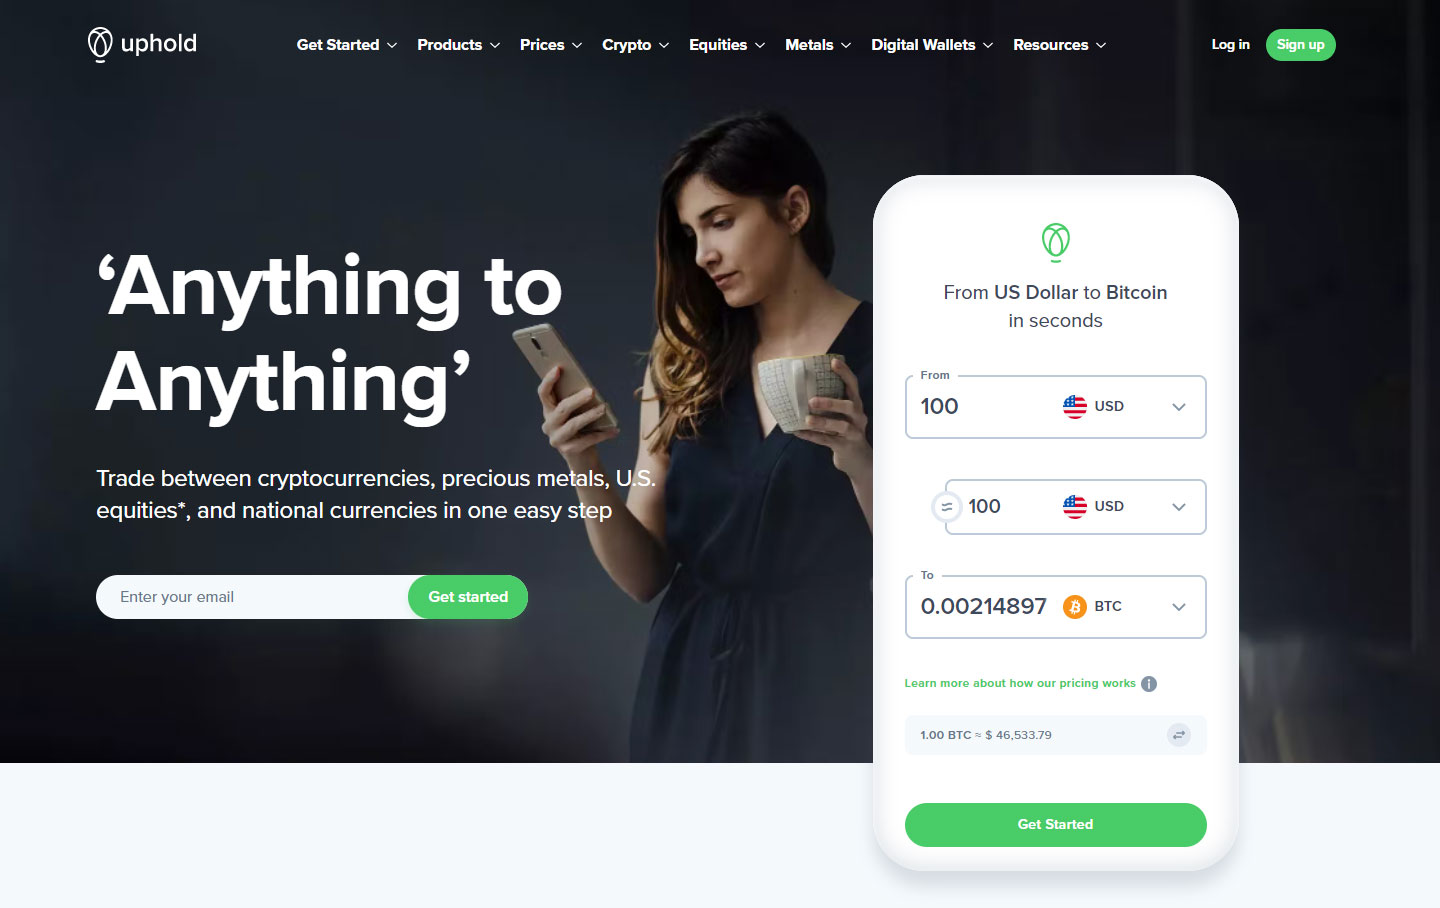 uphold
Get Started
Products
Prices
Crypto
Equities
Metals
Digital Wallets
Resources
Log in
Sign up
‘Anything to
Anything’
Trade between cryptocurrencies, precious metals, U.S.
equities*, and national currencies in one easy step
Enter your email
Get started
From US Dollar to Bitcoin
in seconds
From
100 USD
≈ 100 USD
To
0.00214897 BTC
Learn more about how our pricing works i
1.00 BTC ≈ $ 46,533.79
Get Started